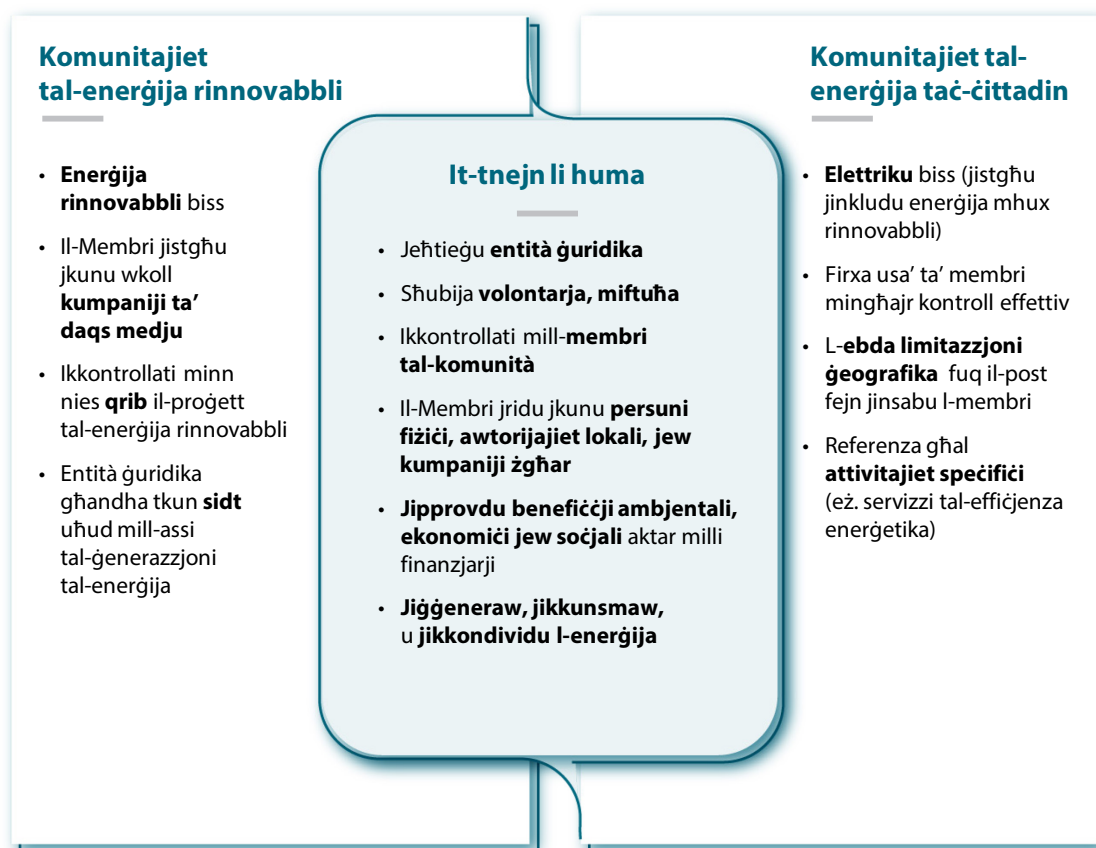 Komunitajiet
tal-enerġija rinnovabbli
• Enerġija
rinnovabbli biss
• Il-Membri jistgħu
jkunu wkoll
kumpaniji ta’
daqs medju
• Ikkontrollati minn
nies qrib il-proġett
tal-enerġija rinnovabbli
• Entità ġuridika
għandha tkun sidt
uħud mill-assi
tal-ġenerazzjoni
tal-enerġija
It-tnejn li huma
• Jeħtieġu entità ġuridika
• Sħubija volontarja, miftuħa
• Ikkontrollati mill-membri
tal-komunità
• Il-Membri jridu jkunu persuni
fiżiċi, awtorijajiet lokali, jew
kumpaniji żgħar
• Jipprovdu benefiċċji ambjentali,
ekonomiċi jew soċjali aktar milli
finanzjarji
• Jiġġeneraw, jikkunsmaw,
u jikkondividu l-enerġija
Komunitajiet tal-
enerġija taċ-ċittadin
• Elettriku biss (jistgħu
jinkludu enerġija mhux
rinnovabbli)
• Firxa usa’ ta’ membri
mingħajr kontroll effettiv
• L-ebda limitazzjoni
ġeografika fuq il-post
fejn jinsabu l-membri
• Referenza għal
attivitajiet speċifiċi
(eż. servizzi tal-effiċjenza
enerġetika)